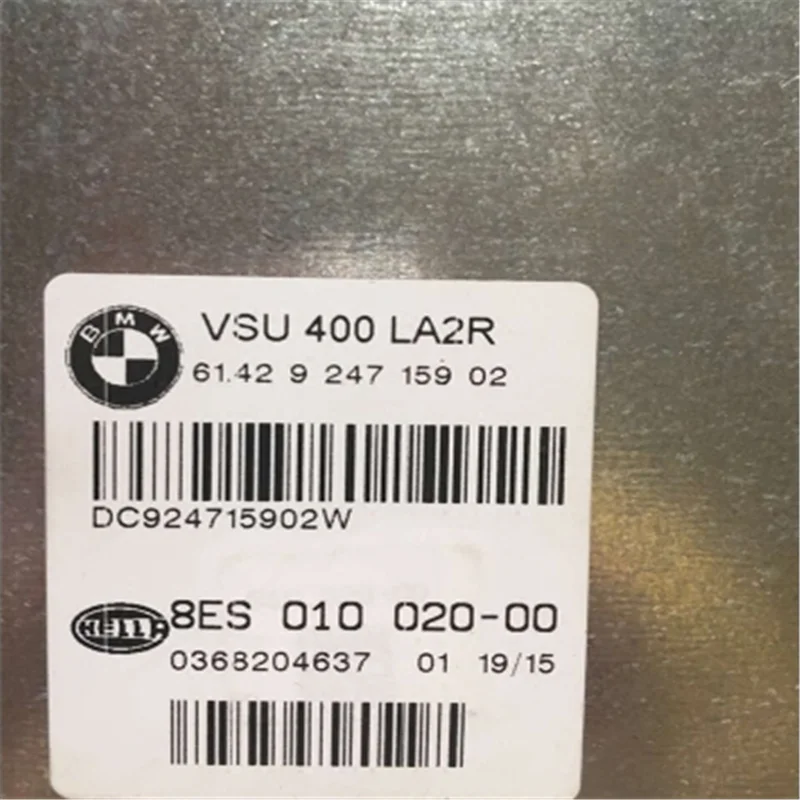 BMW
VSU 400 LA2R
61.42 9 247 159 02
DC924715902W
HELLA
8ES 010 020-00
0368204637 01 19/15